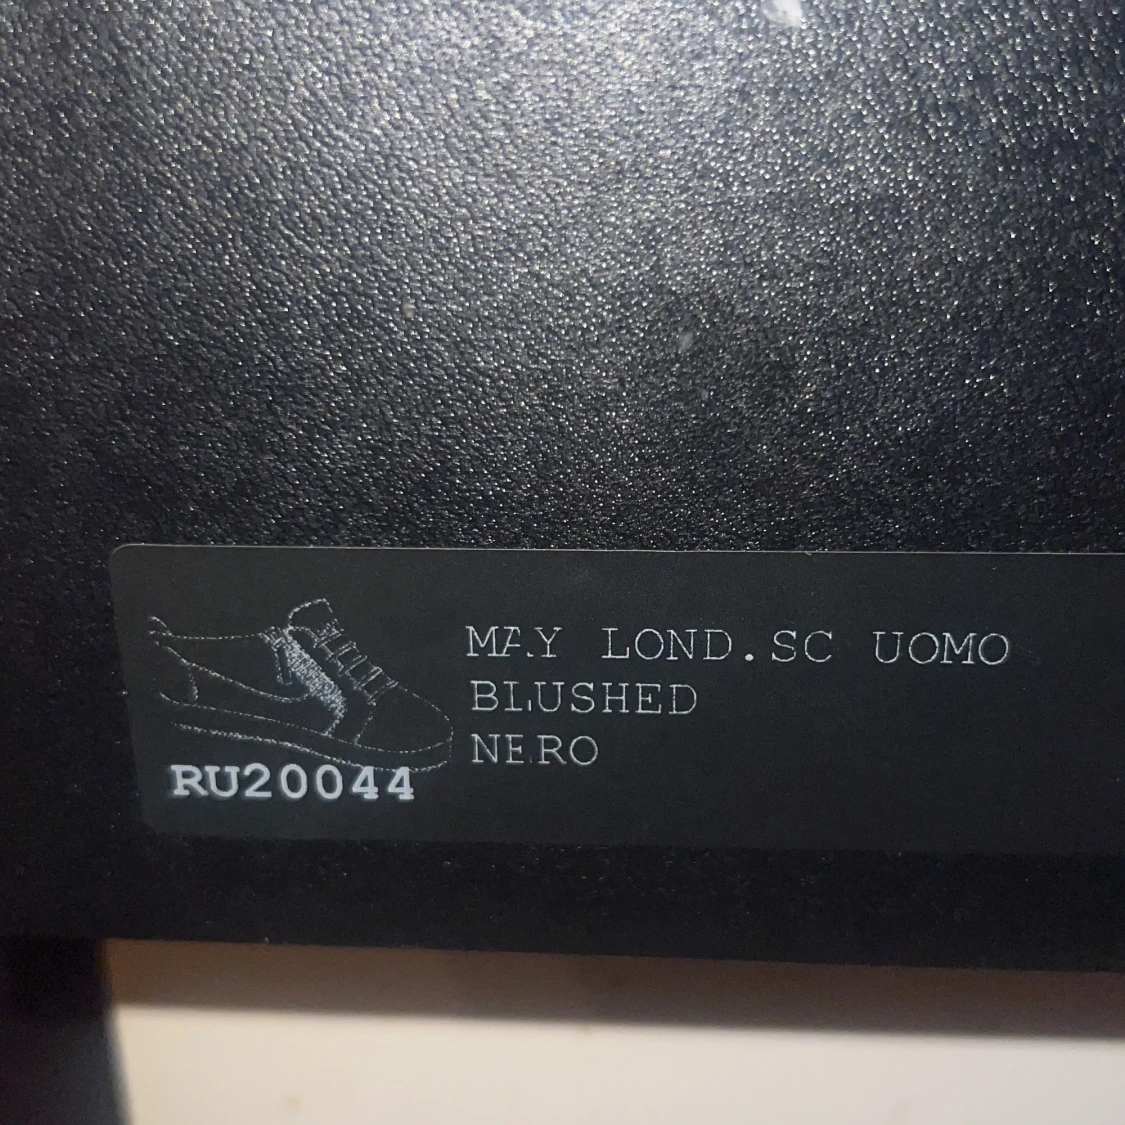 MAY LOND.SC UOMO
BLUSHED
NERO
RU20044